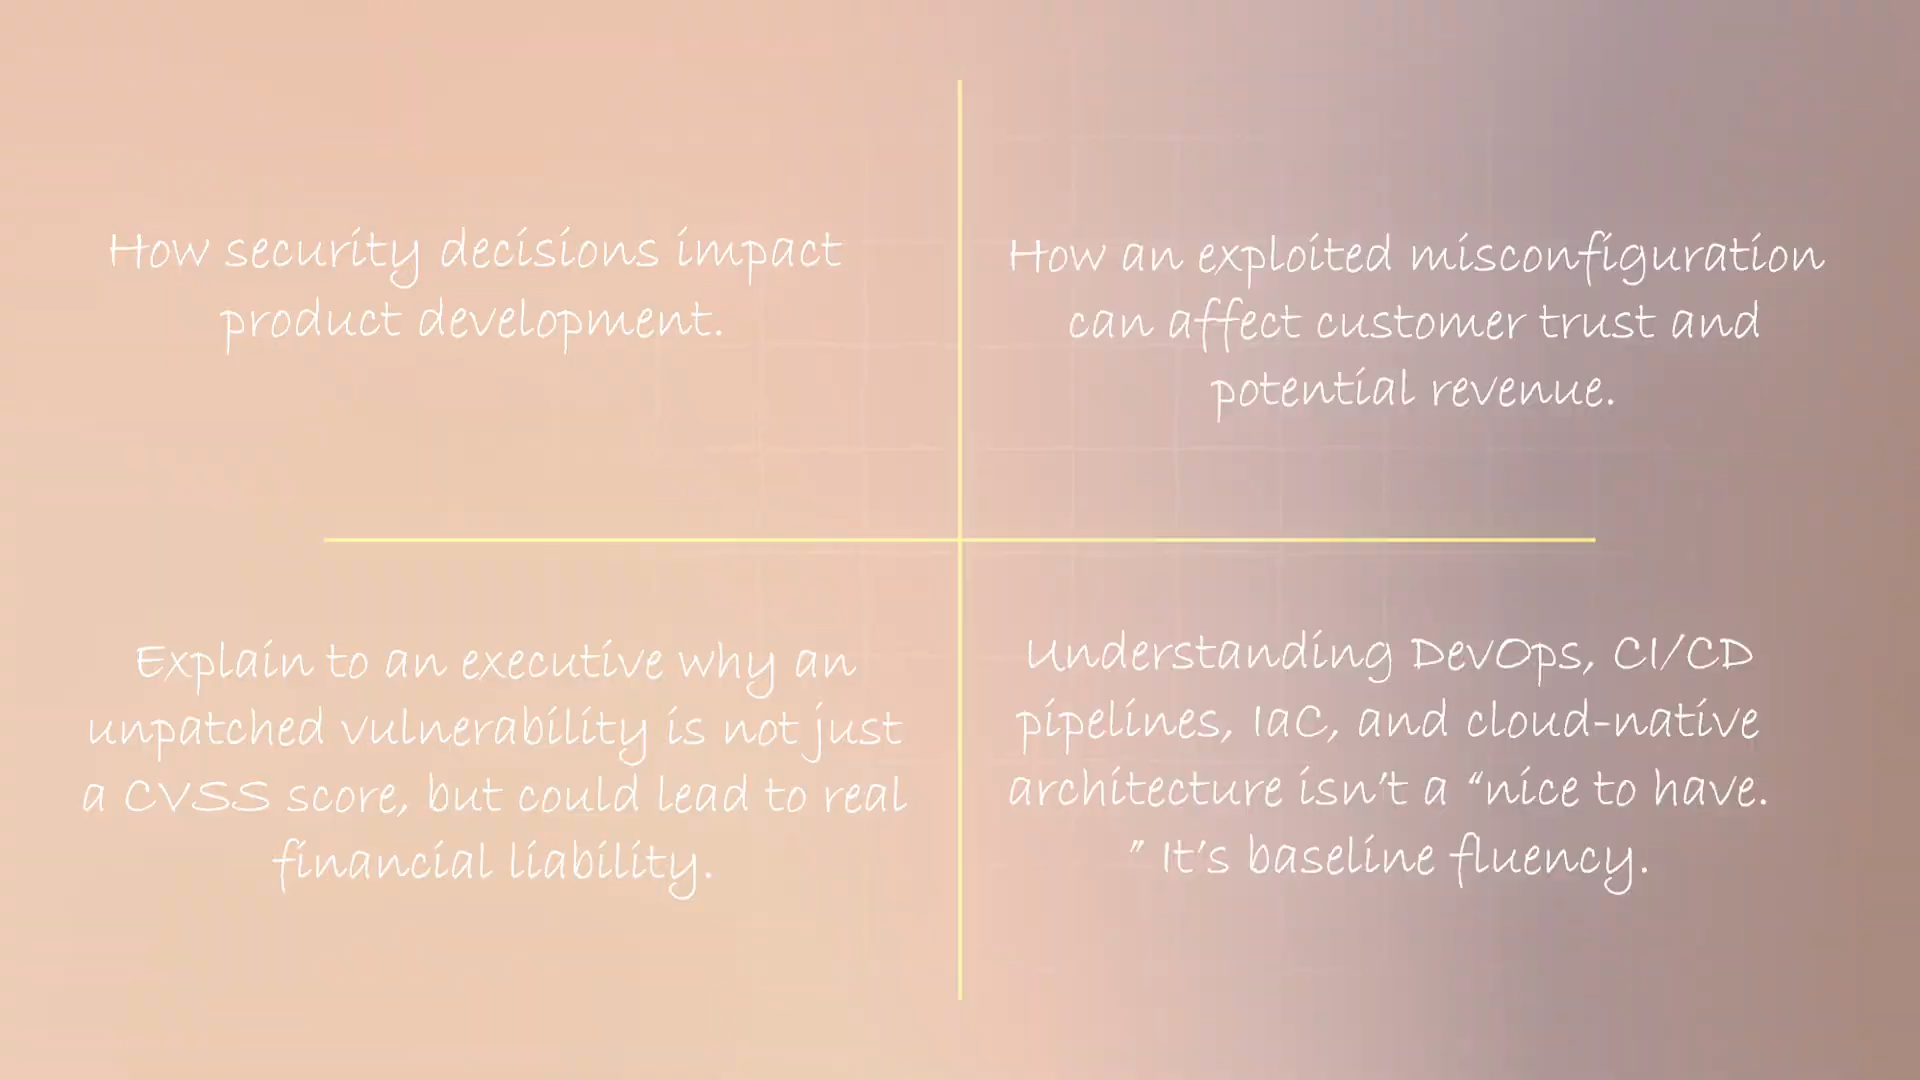 How security decisions impact
product development.
How an exploited misconfiguration
can affect customer trust and
potential revenue.
Explain to an executive why an
unpatched vulnerability is not just
a CVSS score, but could lead to real
financial liability.
Understanding DevOps, CI/CD
pipelines, IaC, and cloud-native
architecture isn’t a “nice to have.
” It’s baseline fluency.